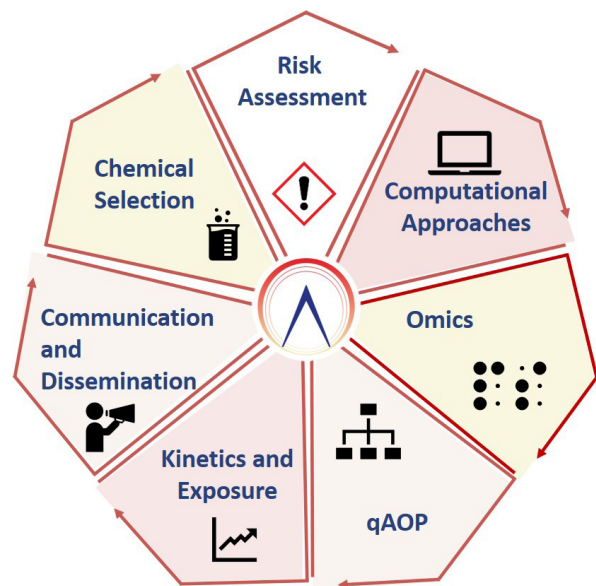 Risk
Assessment
Computational
Approaches
Omics
qAOP
Kinetics and
Exposure
Communication
and
Dissemination
Chemical
Selection